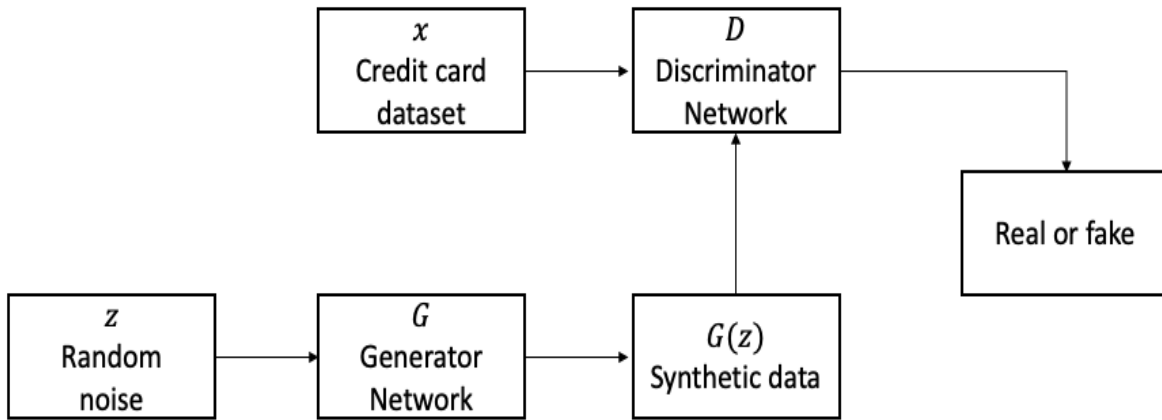 x
Credit card
dataset
D
Discriminator
Network
Real or fake
z
Random
noise
G
Generator
Network
G(z)
Synthetic data